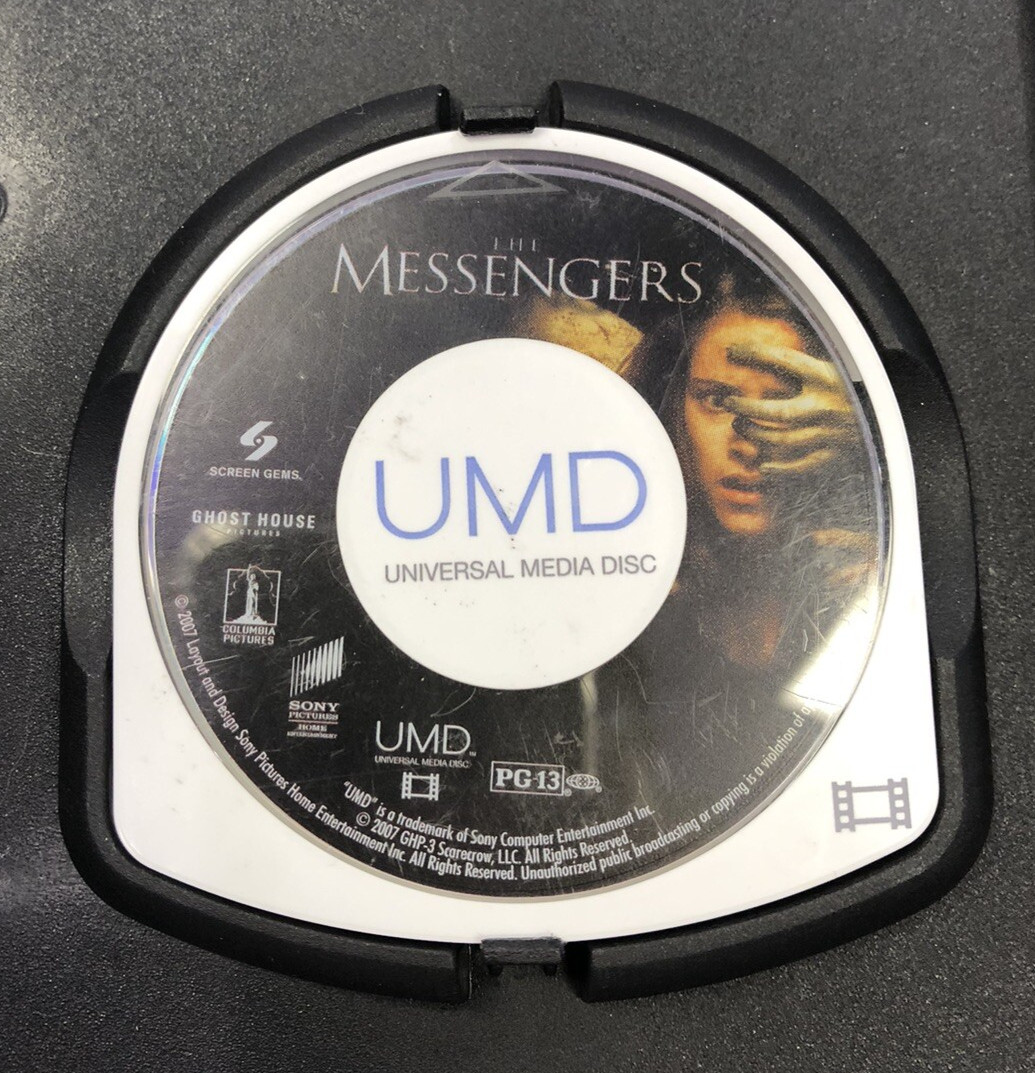 THE
MESSENGERS
UMD
UNIVERSAL MEDIA DISC
SCREEN GEMS
GHOST HOUSE
PICTURES
COLUMBIA
PICTURES
SONY
PICTURES
HOME
ENTERTAINMENT
UMD™
UNIVERSAL MEDIA DISC
PG-13®
"UMD" is a trademark of Sony Computer Entertainment Inc.
© 2007 GHP-3 Scarecrow, LLC. All Rights Reserved.
© 2007 Layout and Design Sony Pictures Home Entertainment Inc. All Rights Reserved. Unauthorized public broadcasting or copying is a violation of